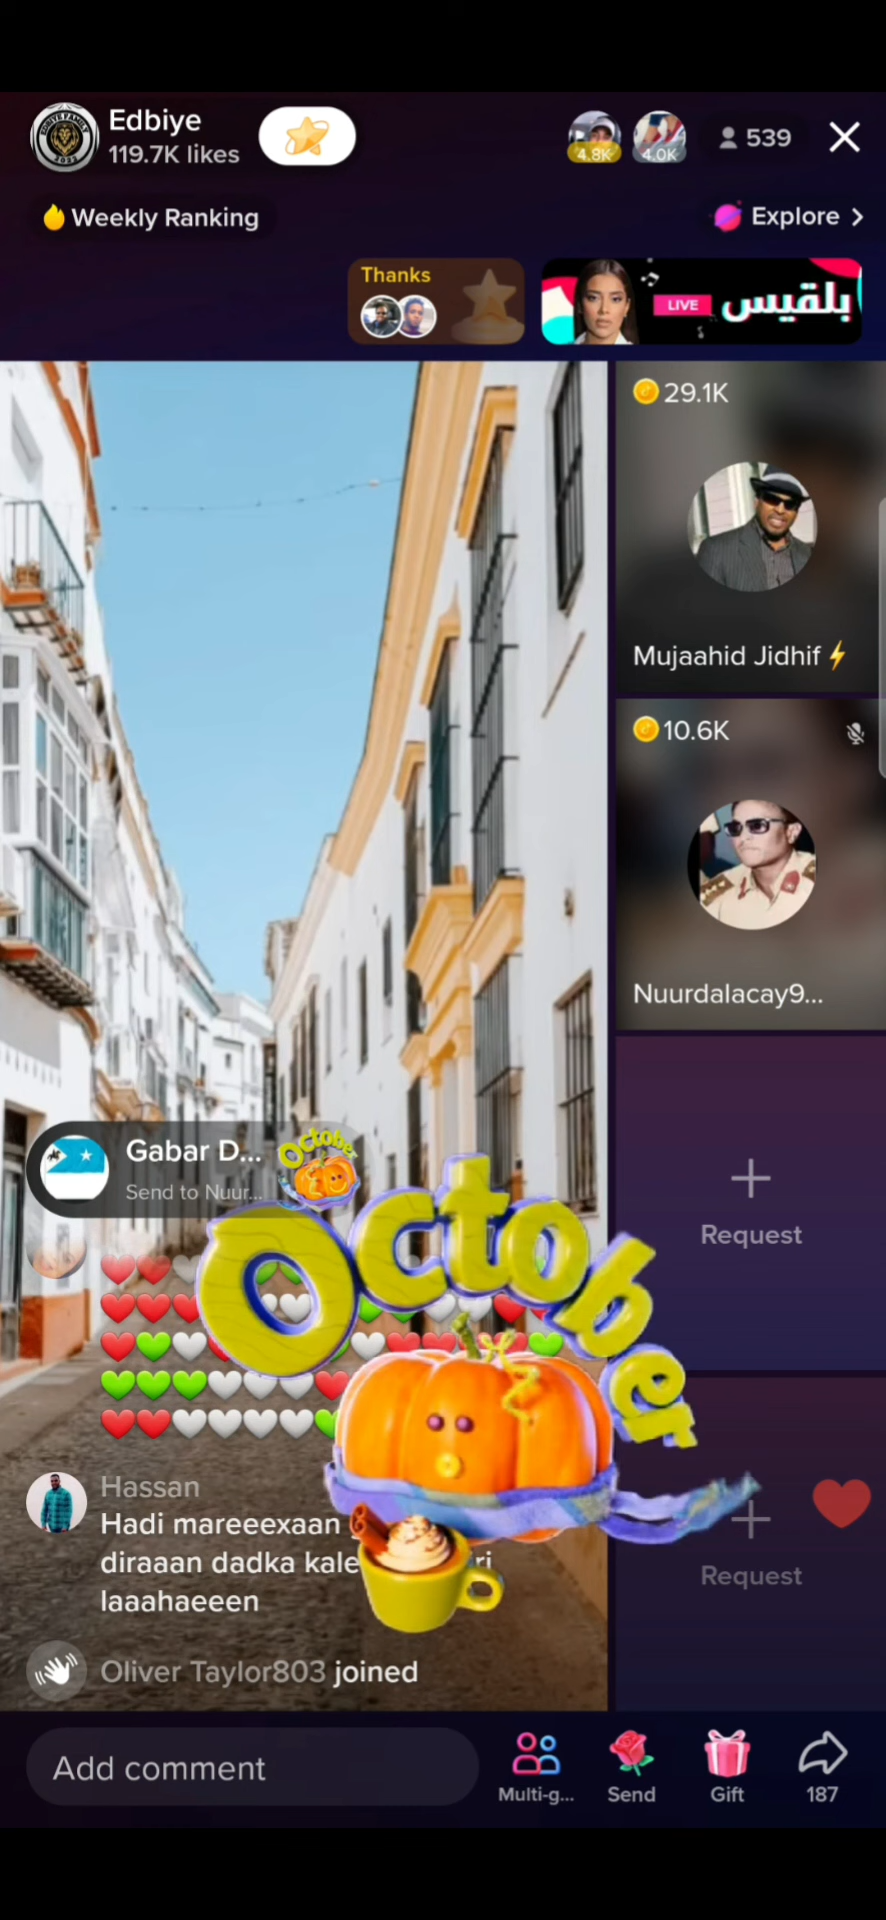 Edbiye
119.7K likes
4.8K
4.0K
539
Weekly Ranking
Explore
Thanks
LIVE
بلقيس
29.1K
Mujaahid Jidhif
10.6K
Nuurdalacay9...
Gabar D...
Send to Nuur...
October
October
Request
Hassan
Hadi mareeexaan
diraaan dadka kale
laaahaeeen
Request
Oliver Taylor803 joined
Add comment
Multi-g...
Send
Gift
187